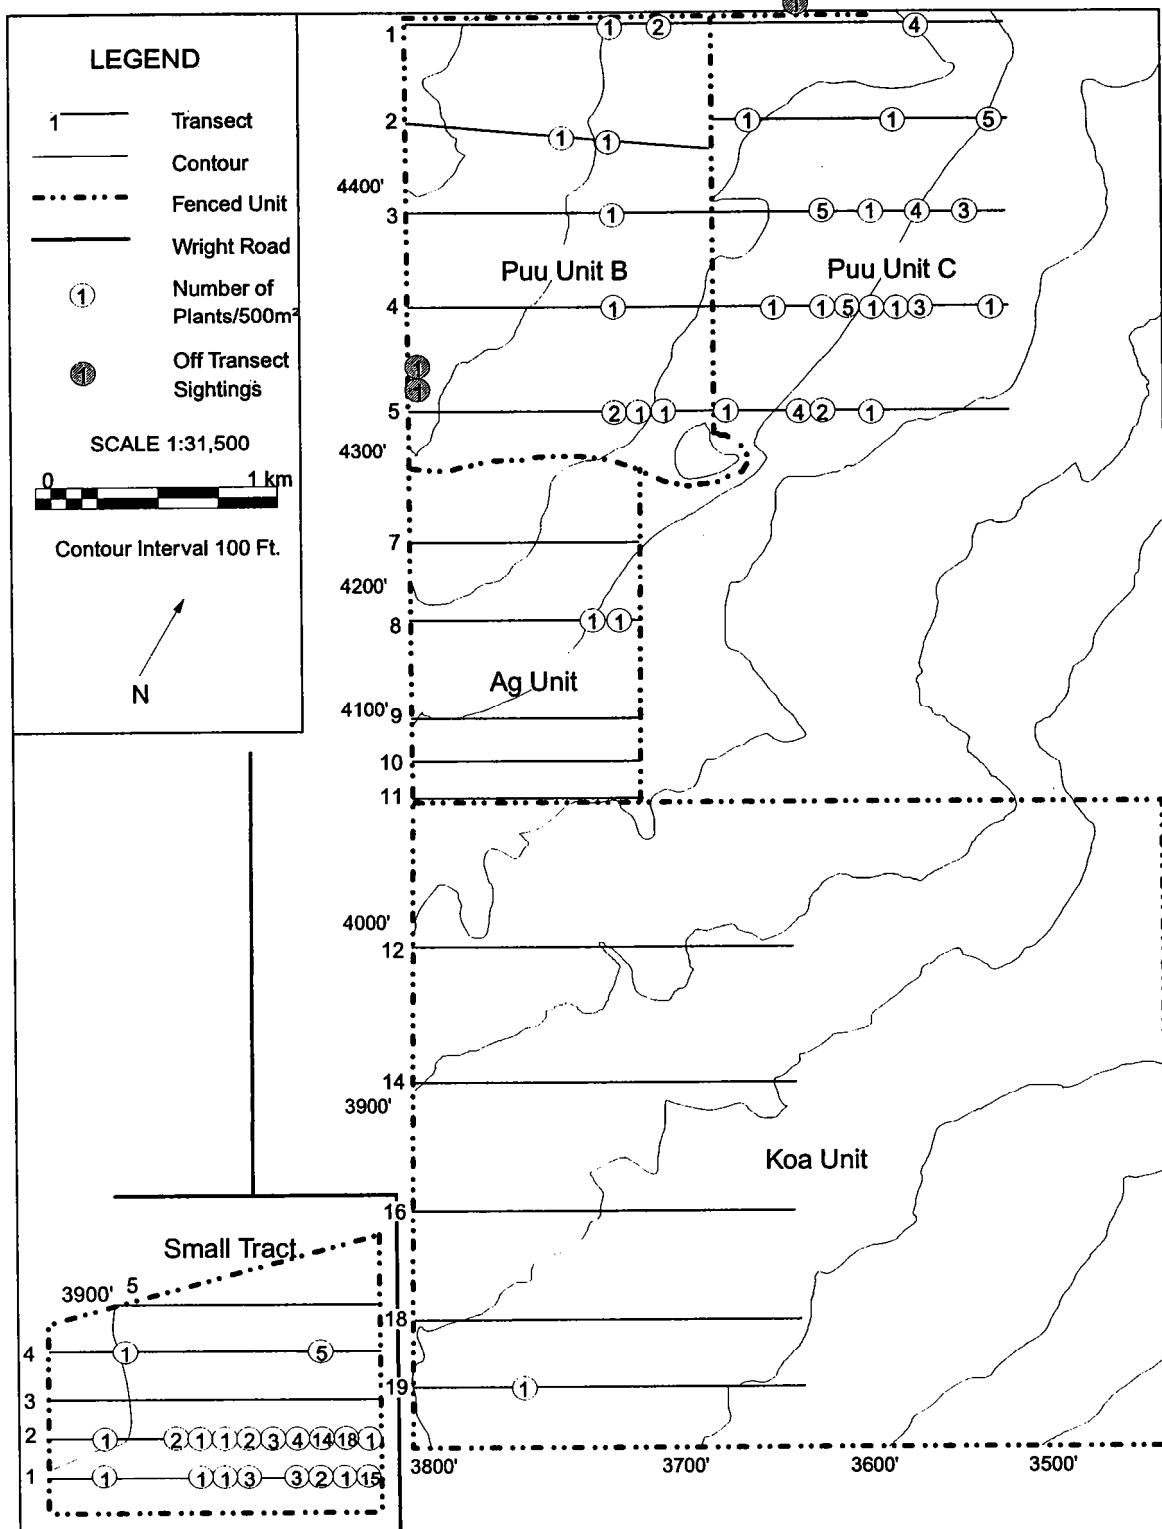 1
LEGEND
1 Transect
Contour
Fenced Unit
Wright Road
1 Number of
Plants/500m²
1 Off Transect
Sightings
SCALE 1:31,500
0 1 km
Contour Interval 100 Ft.
N
1 1 2 4
2 1 1 1 1 5
4400'
3 1 5 1 4 3
Puu Unit B Puu Unit C
4 1 1 1 5 1 1 3 1
1
1
5 2 1 1 1 4 2 1
4300'
7
4200'
8 1 1
Ag Unit
4100' 9
10
11
4000'
12
14
3900'
Koa Unit
16
Small Tract
3900' 5
18
4 1 5
19 1
3
2 1 2 1 1 2 3 4 14 18 1
1 1 1 1 3 3 2 1 15
3800' 3700' 3600' 3500'